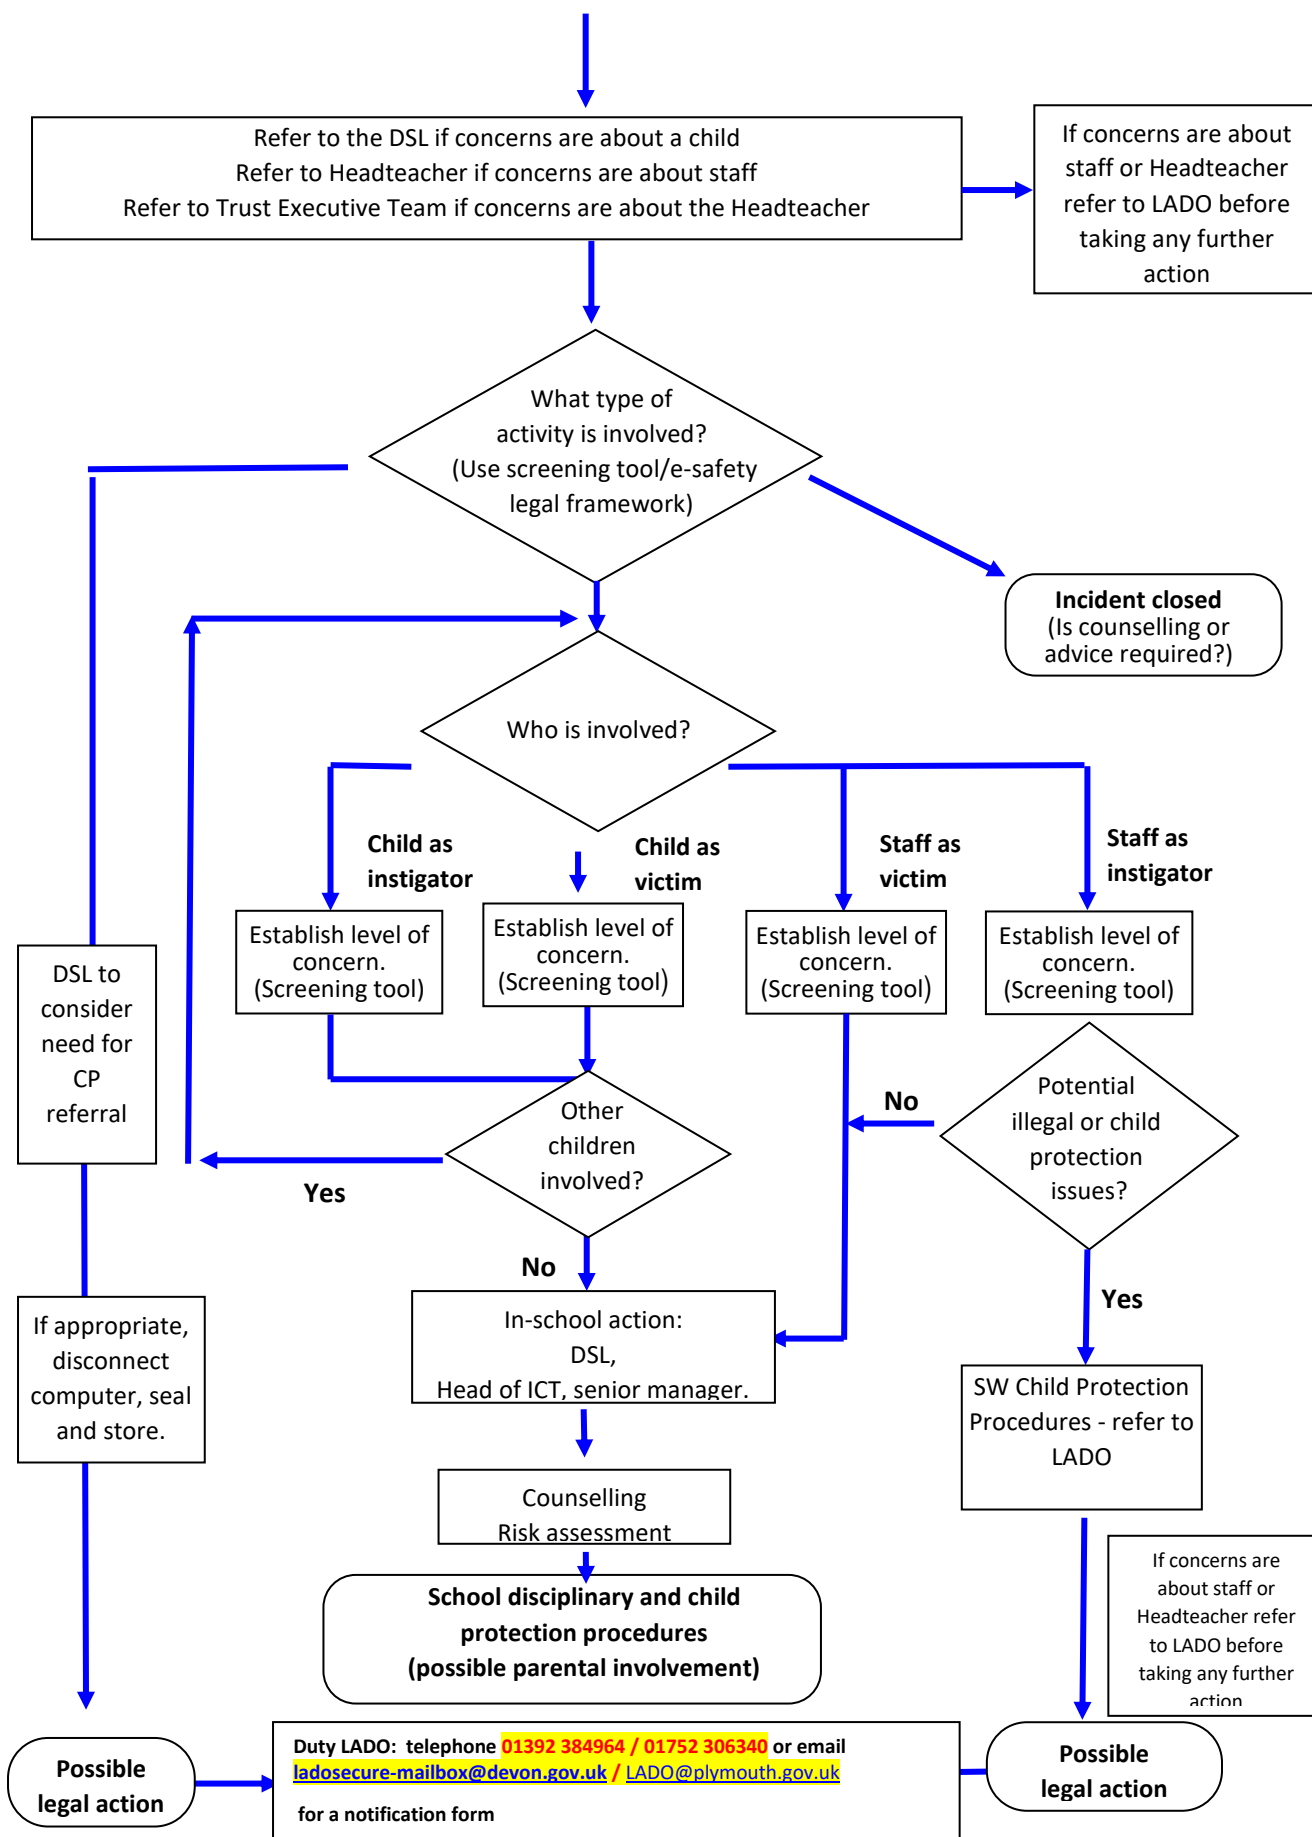 Refer to the DSL if concerns are about a child
Refer to Headteacher if concerns are about staff
Refer to Trust Executive Team if concerns are about the Headteacher
If concerns are about
staff or Headteacher
refer to LADO before
taking any further
action
What type of
activity is involved?
(Use screening tool/e-safety
legal framework)
Incident closed
(Is counselling or
advice required?)
Who is involved?
Child as
instigator
Child as
victim
Staff as
victim
Staff as
instigator
Establish level of
concern.
(Screening tool)
Establish level of
concern.
(Screening tool)
Establish level of
concern.
(Screening tool)
Establish level of
concern.
(Screening tool)
DSL to
consider
need for
CP
referral
Other
children
involved?
Yes
No
Potential
illegal or child
protection
issues?
No
Yes
If appropriate,
disconnect
computer, seal
and store.
In-school action:
DSL,
Head of ICT, senior manager.
SW Child Protection
Procedures - refer to
LADO
Counselling
Risk assessment
If concerns are
about staff or
Headteacher refer
to LADO before
taking any further
action
School disciplinary and child
protection procedures
(possible parental involvement)
Possible
legal action
Duty LADO: telephone 01392 384964 / 01752 306340 or email
ladosecure-mailbox@devon.gov.uk / LADO@plymouth.gov.uk
for a notification form
Possible
legal action